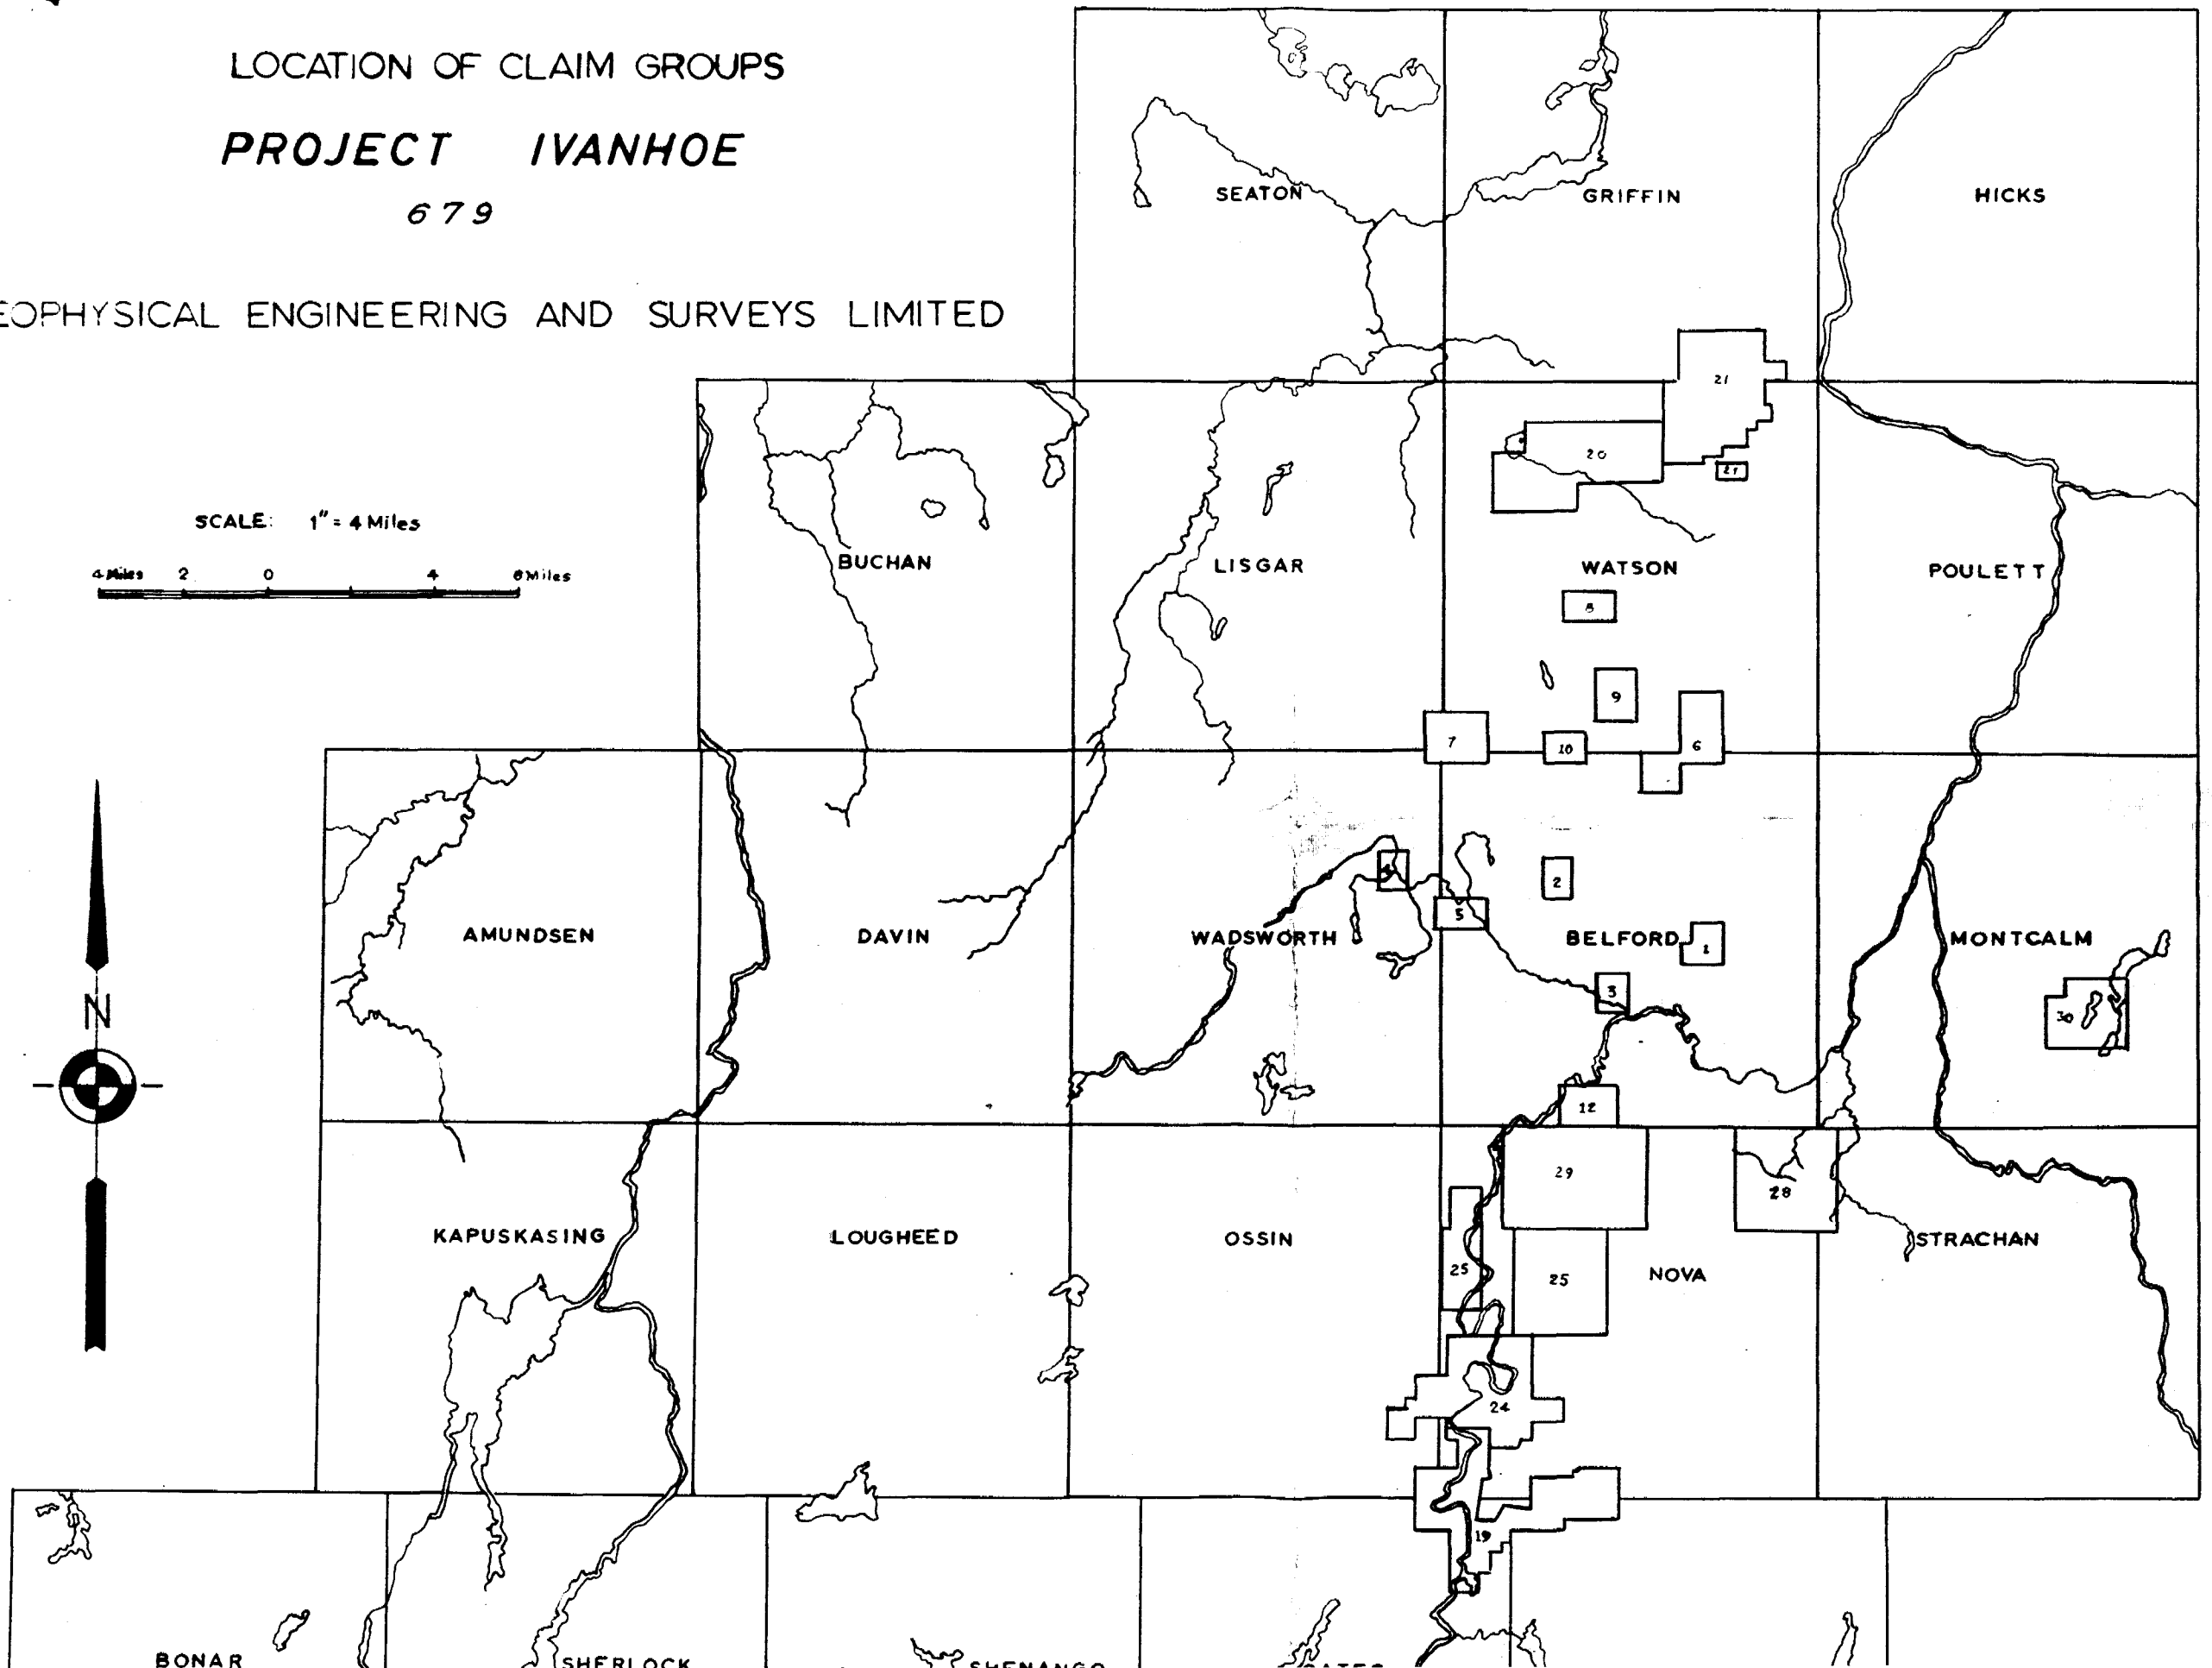 LOCATION OF CLAIM GROUPS
PROJECT IVANHOE
679
EOPHYSICAL ENGINEERING AND SURVEYS LIMITED
SCALE: 1" = 4 Miles
4 Miles 2 0 4 8 Miles
N
SEATON
GRIFFIN
HICKS
21
20
21
BUCHAN
LISGAR
WATSON
POULETT
8
9
7
10
6
2
5
AMUNDSEN
DAVIN
WADSWORTH
BELFORD
1
MONTCALM
3
30
12
29
28
KAPUSKASING
LOUGHEED
OSSIN
STRACHAN
25
25
NOVA
24
19
BONAR
SHERLOCK
SHENANGO